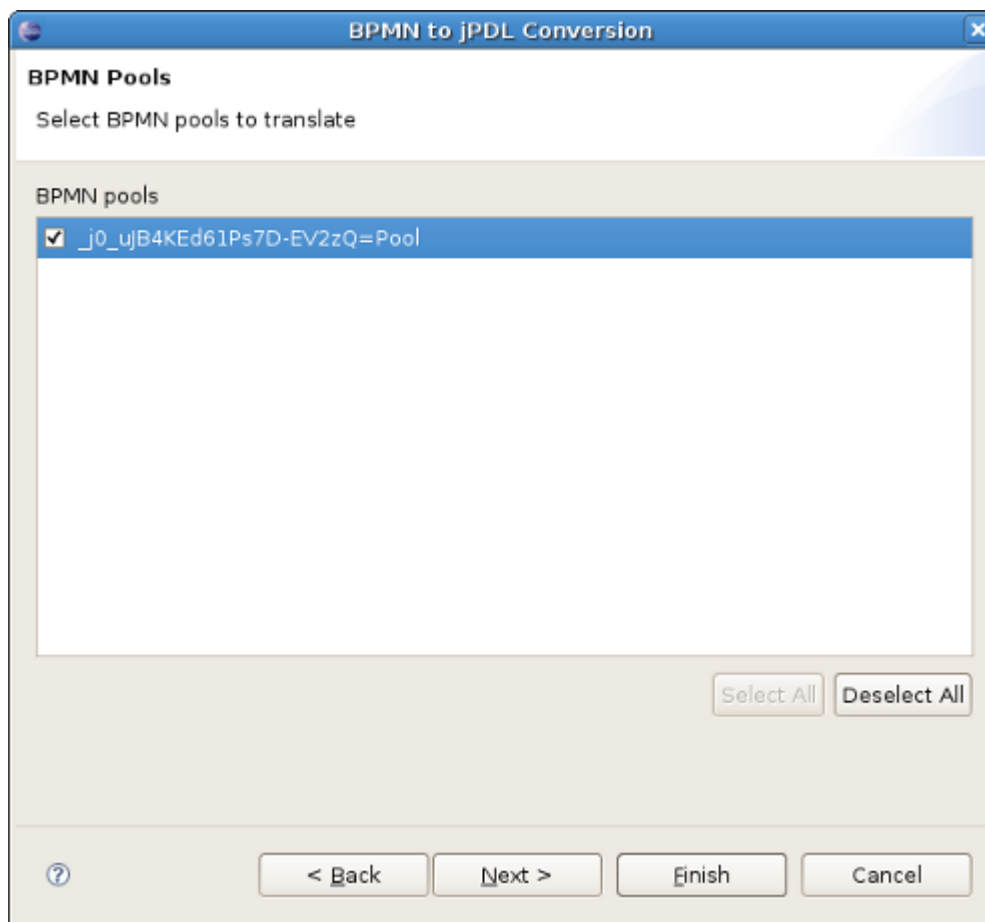 BPMN to jPDL Conversion
BPMN Pools
Select BPMN pools to translate
BPMN pools
_j0_uJB4KEd61Ps7D-EV2zQ=Pool
Select All Deselect All
< Back Next > Finish Cancel